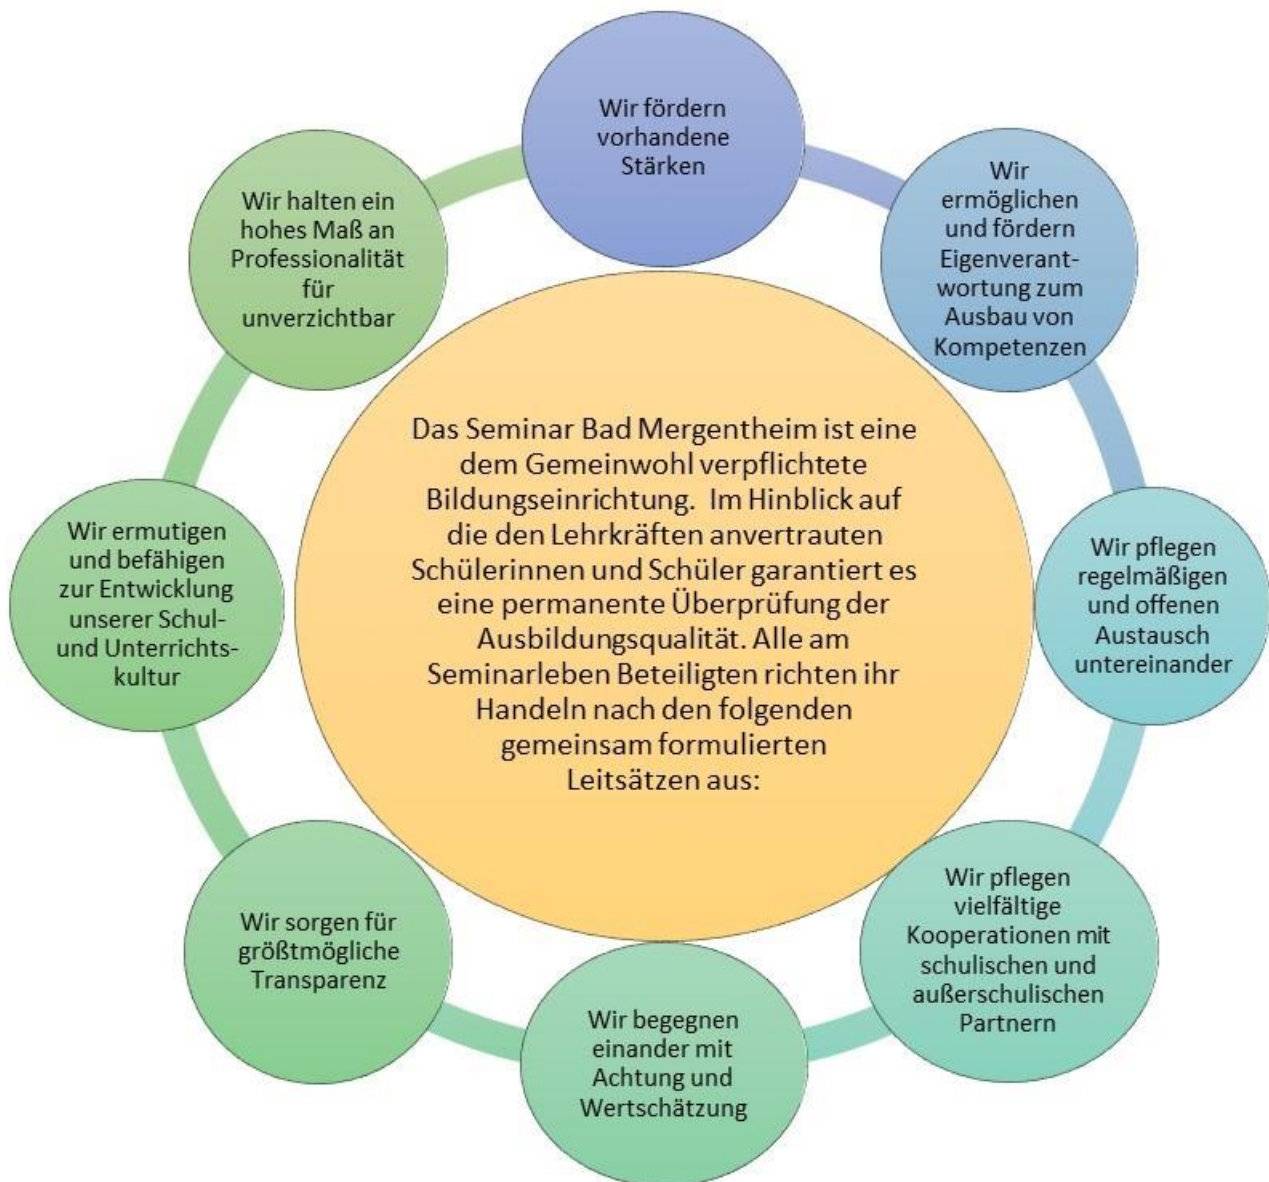 Wir fördern
vorhandene
Stärken
Wir
ermöglichen
und fördern
Eigenverant-
wortung zum
Ausbau von
Kompetenzen
Wir pflegen
regelmäßigen
und offenen
Austausch
untereinander
Wir pflegen
vielfältige
Kooperationen mit
schulischen und
außerschulischen
Partnern
Wir begegnen
einander mit
Achtung und
Wertschätzung
Wir sorgen für
größtmögliche
Transparenz
Wir ermutigen
und befähigen
zur Entwicklung
unserer Schul-
und Unterrichts-
kultur
Wir halten ein
hohes Maß an
Professionalität
für
unverzichtbar
Das Seminar Bad Mergentheim ist eine
dem Gemeinwohl verpflichtete
Bildungseinrichtung.  Im Hinblick auf
die den Lehrkräften anvertrauten
Schülerinnen und Schüler garantiert es
eine permanente Überprüfung der
Ausbildungsqualität. Alle am
Seminarleben Beteiligten richten ihr
Handeln nach den folgenden
gemeinsam formulierten
Leitsätzen aus: